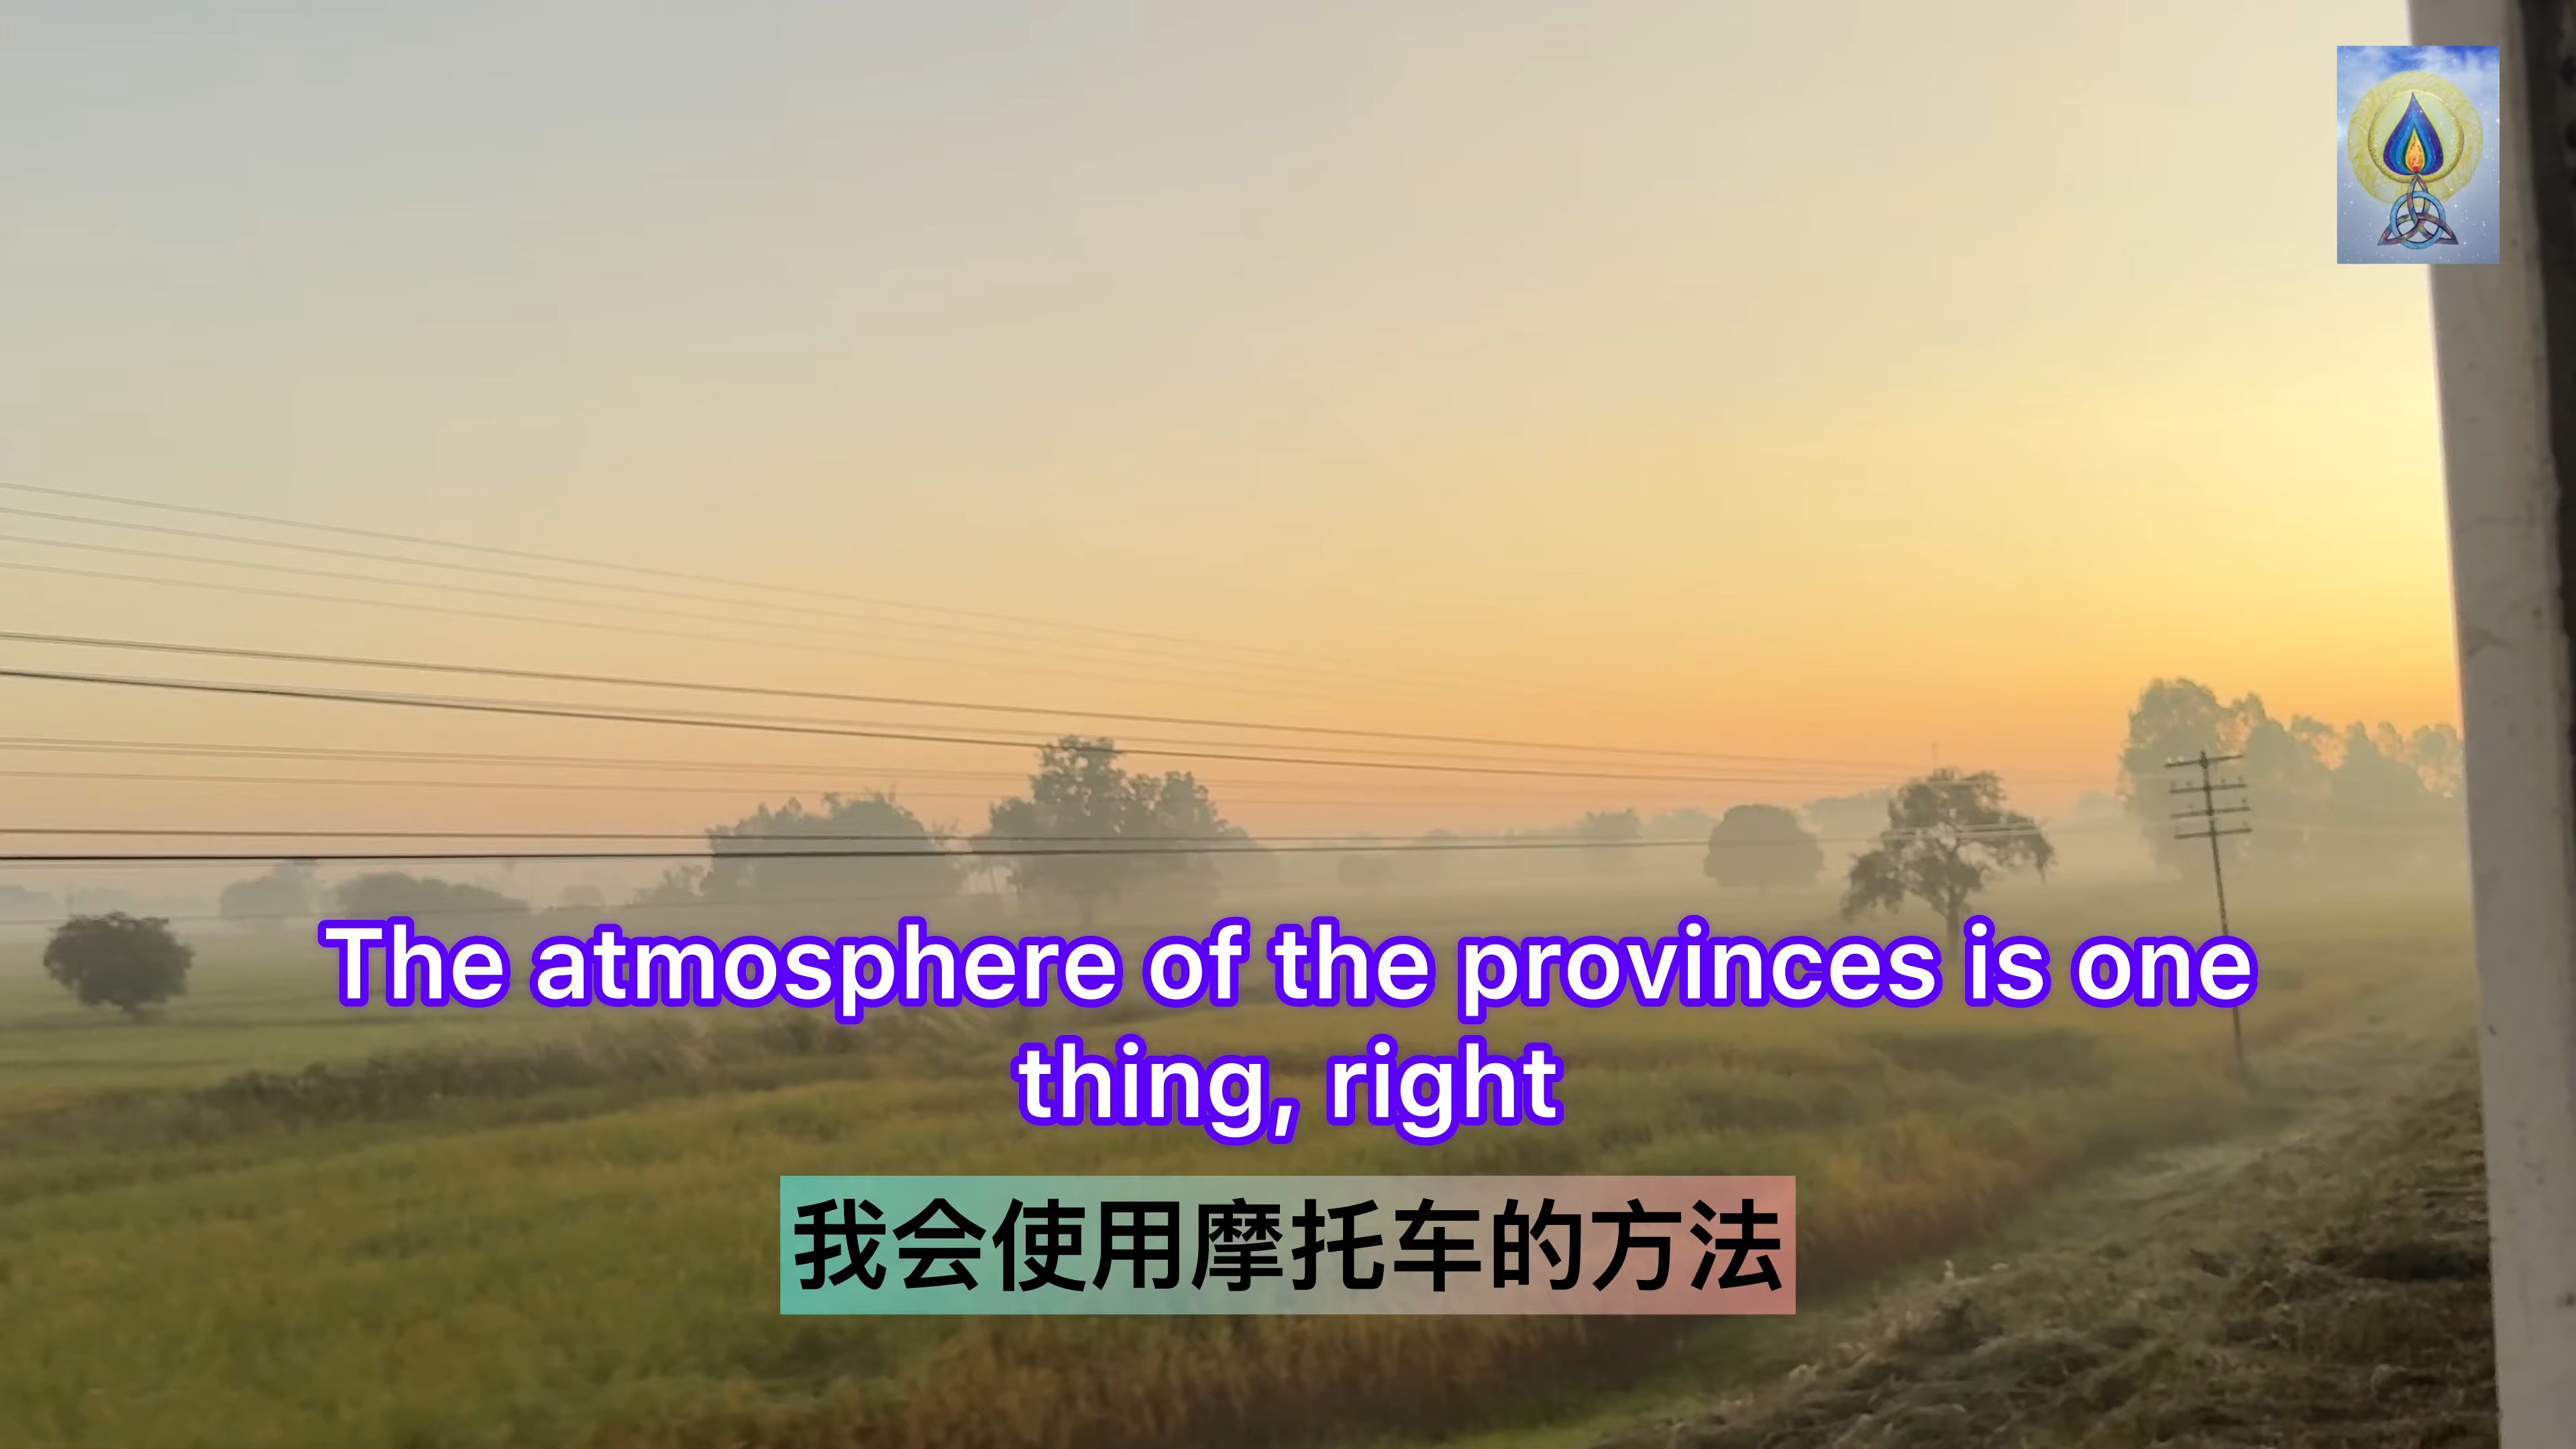 The atmosphere of the provinces is one
thing, right
我会使用摩托车的方法